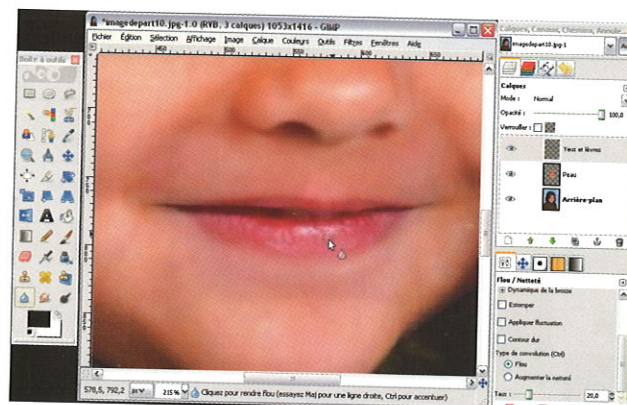 *imagedepart10.jpg-1.0 (RVB, 3 calques) 1053x1416 - GIMP
Fichier Édition Sélection Affichage Image Calque Couleurs Outils Filtres Fenêtres Aide
Boîte à outils
Calques, Canaux, Chemins, Annule
imagedepart10.jpg-1
Calques
Mode : Normal
Opacité : 100,0
Verrouiller :
Yeux et lèvres
Peau
Arrière-plan
Flou / Netteté
Dynamique de la brosse
Estomper
Appliquer fluctuation
Contour dur
Type de convolution (Ctrl)
Flou
Augmenter la netteté
Taux : 20,0
578,5, 792,2 px 215 % Cliquez pour rendre flou (essayez Maj pour une ligne droite, Ctrl pour accentuer)